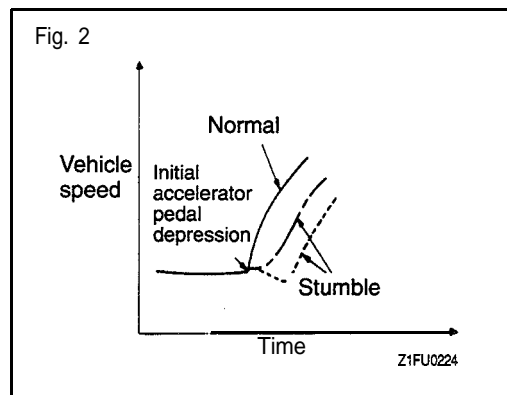 Fig. 2
Normal
Vehicle
speed
Initial
accelerator
pedal
depression
Stumble
Time
Z1FU0224